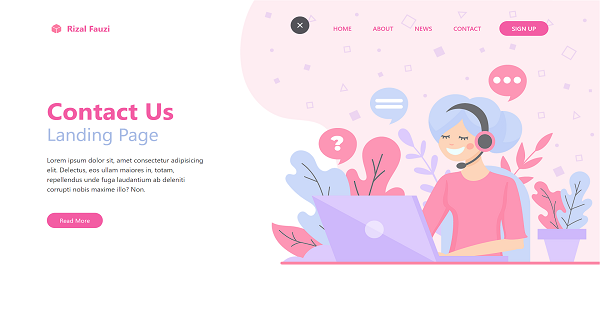 Rizal Fauzi
HOME ABOUT NEWS CONTACT SIGN UP
?
Contact Us
Landing Page
Lorem ipsum dolor sit, amet consectetur adipisicing
elit. Delectus, eos ullam maiores in, totam,
repellendus unde fuga laudantium ab deleniti
corrupti nobis maxime illo? Non.
Read More